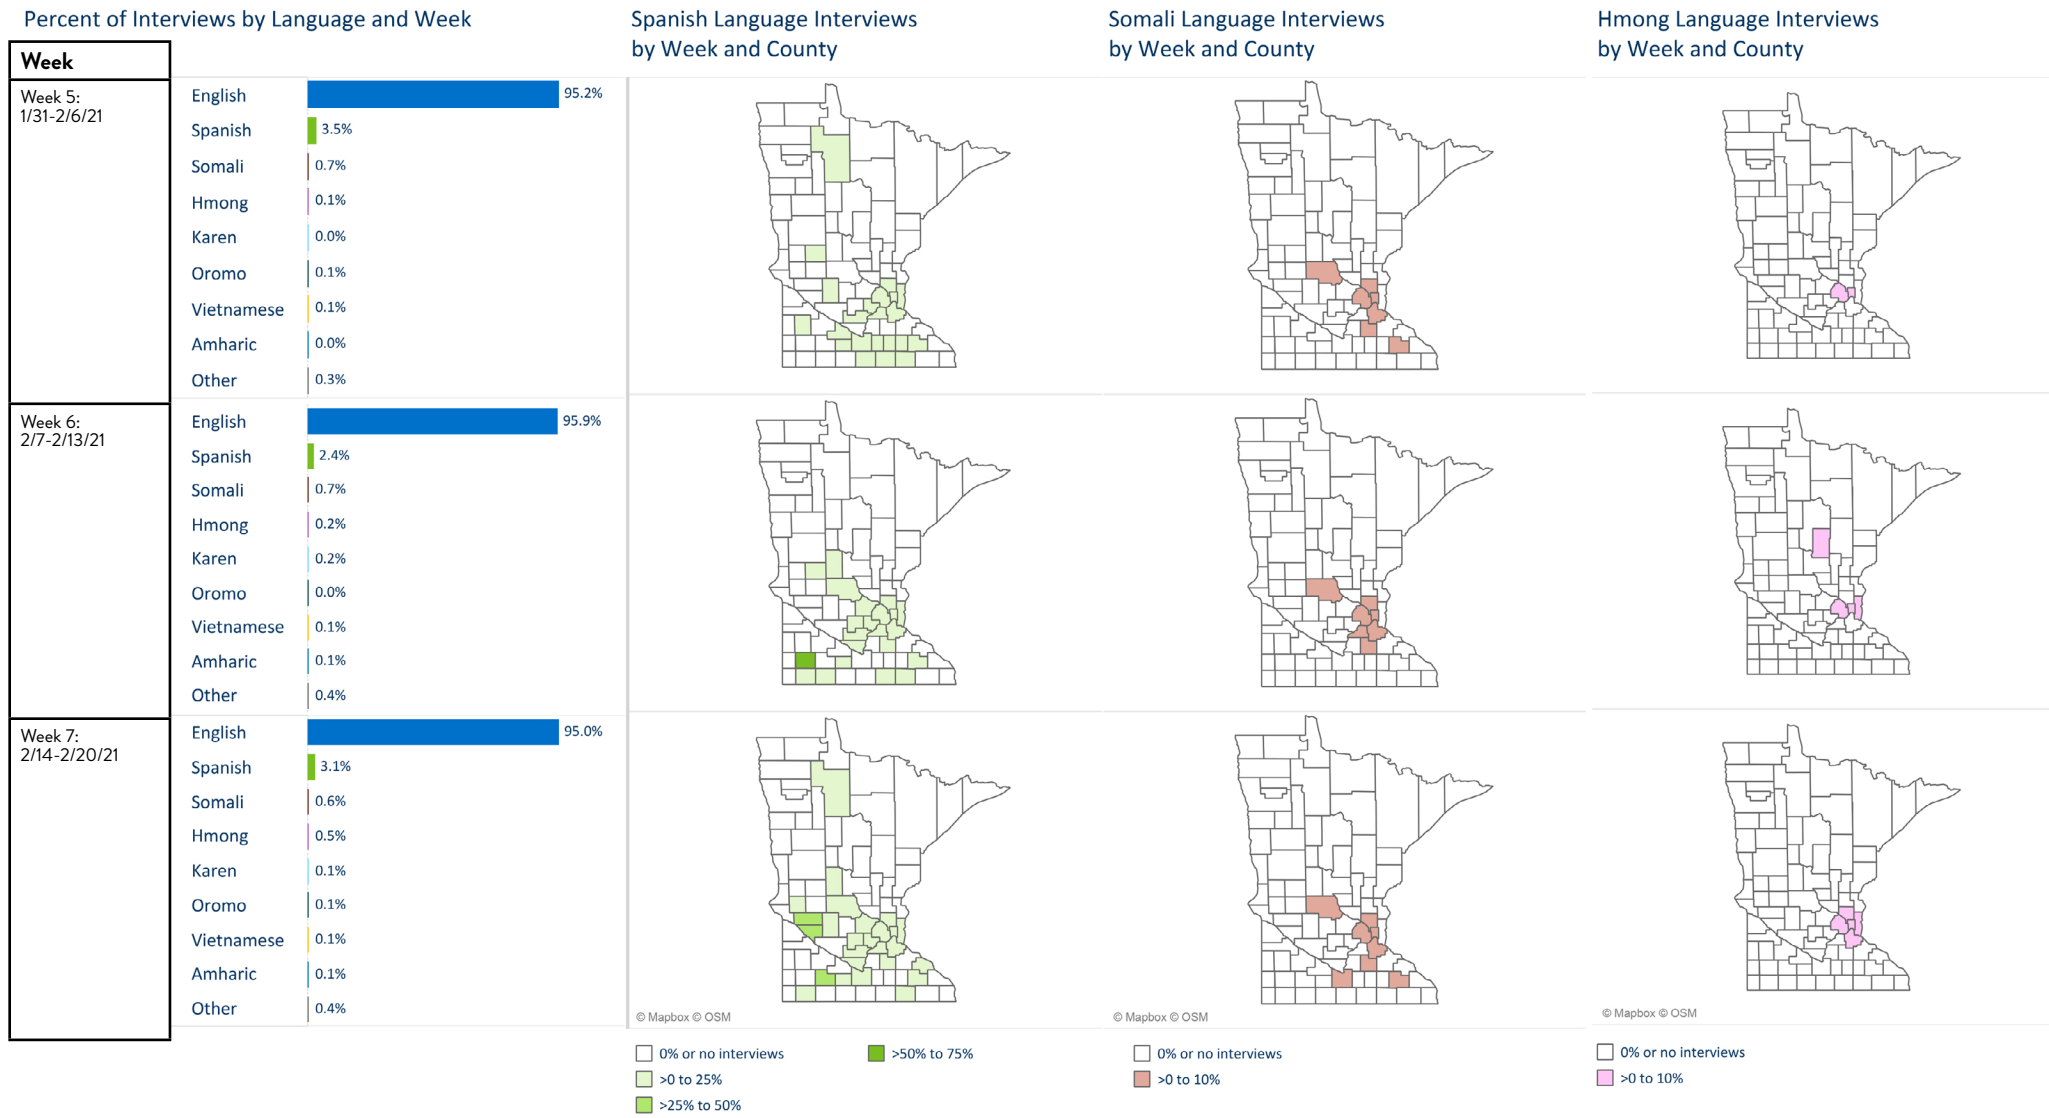 Percent of Interviews by Language and Week
Week
Week 5:
1/31-2/6/21
English 95.2%
Spanish 3.5%
Somali 0.7%
Hmong 0.1%
Karen 0.0%
Oromo 0.1%
Vietnamese 0.1%
Amharic 0.0%
Other 0.3%
Week 6:
2/7-2/13/21
English 95.9%
Spanish 2.4%
Somali 0.7%
Hmong 0.2%
Karen 0.2%
Oromo 0.0%
Vietnamese 0.1%
Amharic 0.1%
Other 0.4%
Week 7:
2/14-2/20/21
English 95.0%
Spanish 3.1%
Somali 0.6%
Hmong 0.5%
Karen 0.1%
Oromo 0.1%
Vietnamese 0.1%
Amharic 0.1%
Other 0.4%
Spanish Language Interviews
by Week and County
© Mapbox © OSM
0% or no interviews
>0 to 25%
>25% to 50%
>50% to 75%
Somali Language Interviews
by Week and County
© Mapbox © OSM
0% or no interviews
>0 to 10%
Hmong Language Interviews
by Week and County
© Mapbox © OSM
0% or no interviews
>0 to 10%